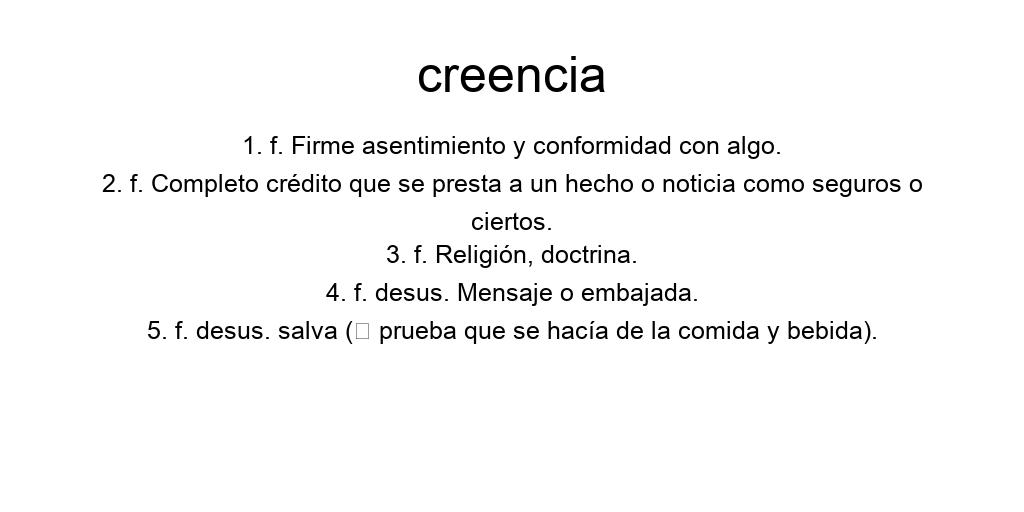 creencia
1. f. Firme asentimiento y conformidad con algo.
2. f. Completo crédito que se presta a un hecho o noticia como seguros o
ciertos.
3. f. Religión, doctrina.
4. f. desus. Mensaje o embajada.
5. f. desus. salva (□ prueba que se hacía de la comida y bebida).